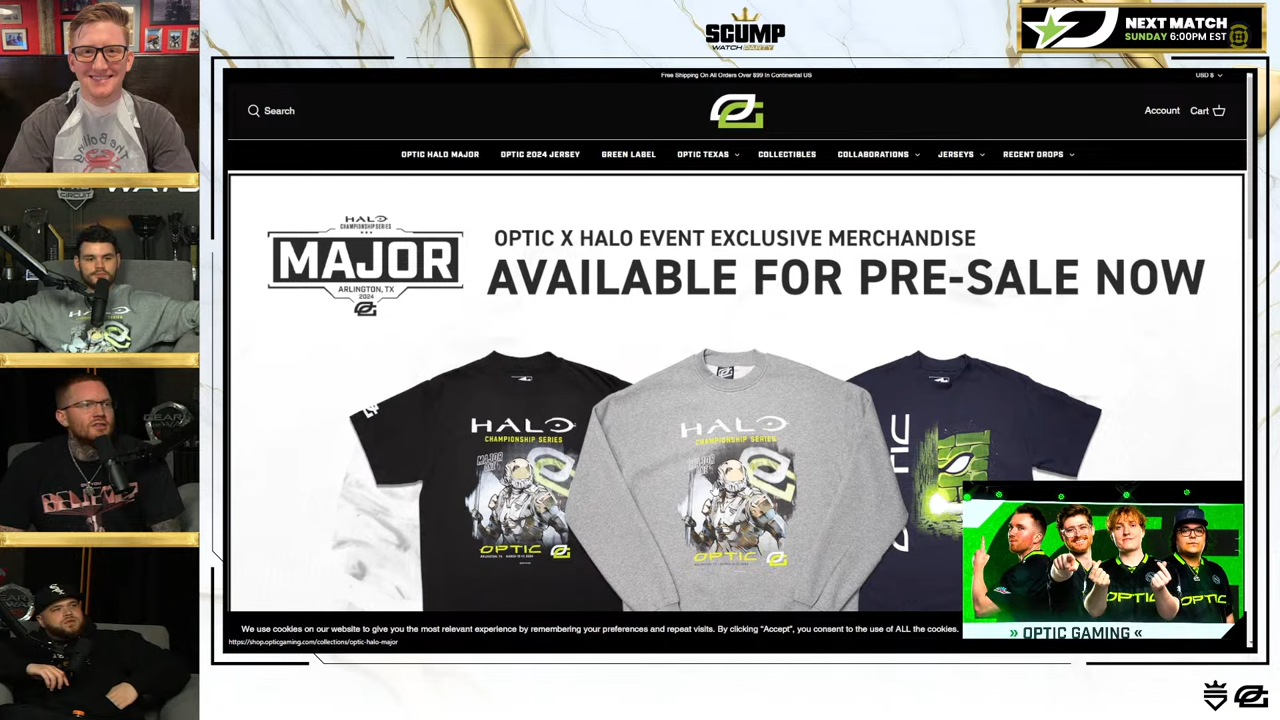 SCUMP
WATCH PARTY
NEXT MATCH
SUNDAY 6:00PM EST
Free Shipping On All Orders Over $99 In Continental US
USD $
Search
Account
Cart
OPTIC HALO MAJOR
OPTIC 2024 JERSEY
GREEN LABEL
OPTIC TEXAS
COLLECTIBLES
COLLABORATIONS
JERSEYS
RECENT DROPS
HALO
CHAMPIONSHIP SERIES
MAJOR
ARLINGTON, TX
2024
OPTIC X HALO EVENT EXCLUSIVE MERCHANDISE
AVAILABLE FOR PRE-SALE NOW
HALO
CHAMPIONSHIP SERIES
OPTIC
HALO
CHAMPIONSHIP SERIES
OPTIC
OPTIC
OPTIC
» OPTIC GAMING «
We use cookies on our website to give you the most relevant experience by remembering your preferences and repeat visits. By clicking "Accept", you consent to the use of ALL the cookies.
https://shop.opticgaming.com/collections/optic-halo-major